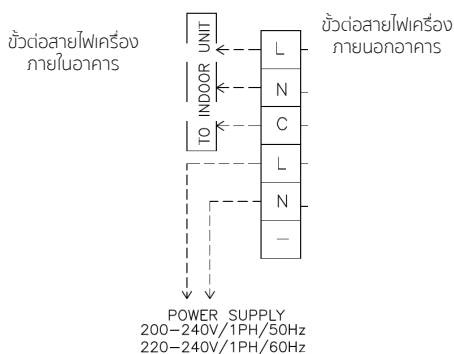 ขั้วต่อสายไฟเครื่อง
ภายในอาคาร
TO INDOOR UNIT
L
N
C
L
N
–
ขั้วต่อสายไฟเครื่อง
ภายนอกอาคาร
POWER SUPPLY
200–240V/1PH/50Hz
220–240V/1PH/60Hz